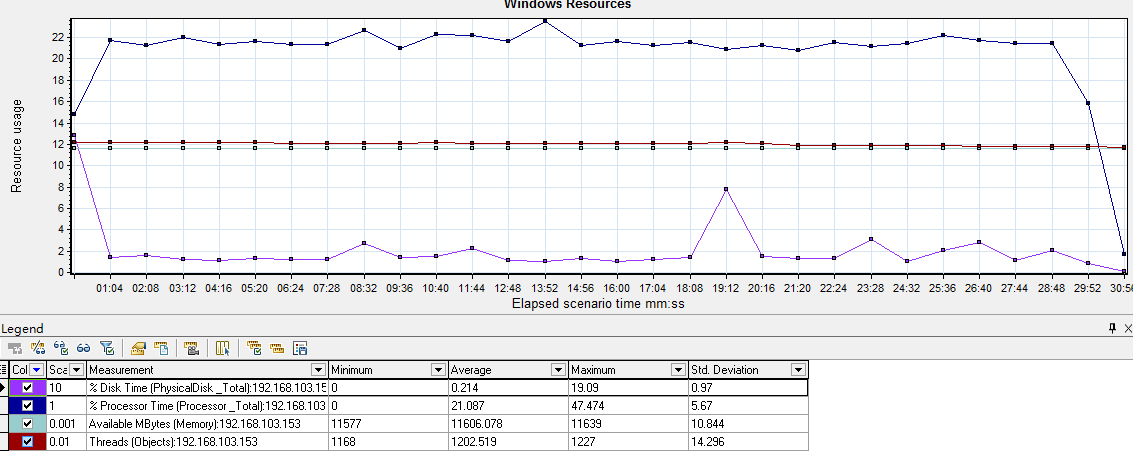 Windows Resources
22
20
18
16
14
12
10
8
6
4
2
0
Resource usage
01:04 02:08 03:12 04:16 05:20 06:24 07:28 08:32 09:36 10:40 11:44 12:48 13:52 14:56 16:00 17:04 18:08 19:12 20:16 21:20 22:24 23:28 24:32 25:36 26:40 27:44 28:48 29:52 30:56
Elapsed scenario time mm:ss
Legend
Col Sca Measurement Minimum Average Maximum Std. Deviation
10 % Disk Time (PhysicalDisk _Total):192.168.103.15 0 0.214 19.09 0.97
1 % Processor Time (Processor _Total):192.168.103 0 21.087 47.474 5.67
0.001 Available MBytes (Memory):192.168.103.153 11577 11606.078 11639 10.844
0.01 Threads (Objects):192.168.103.153 1168 1202.519 1227 14.296